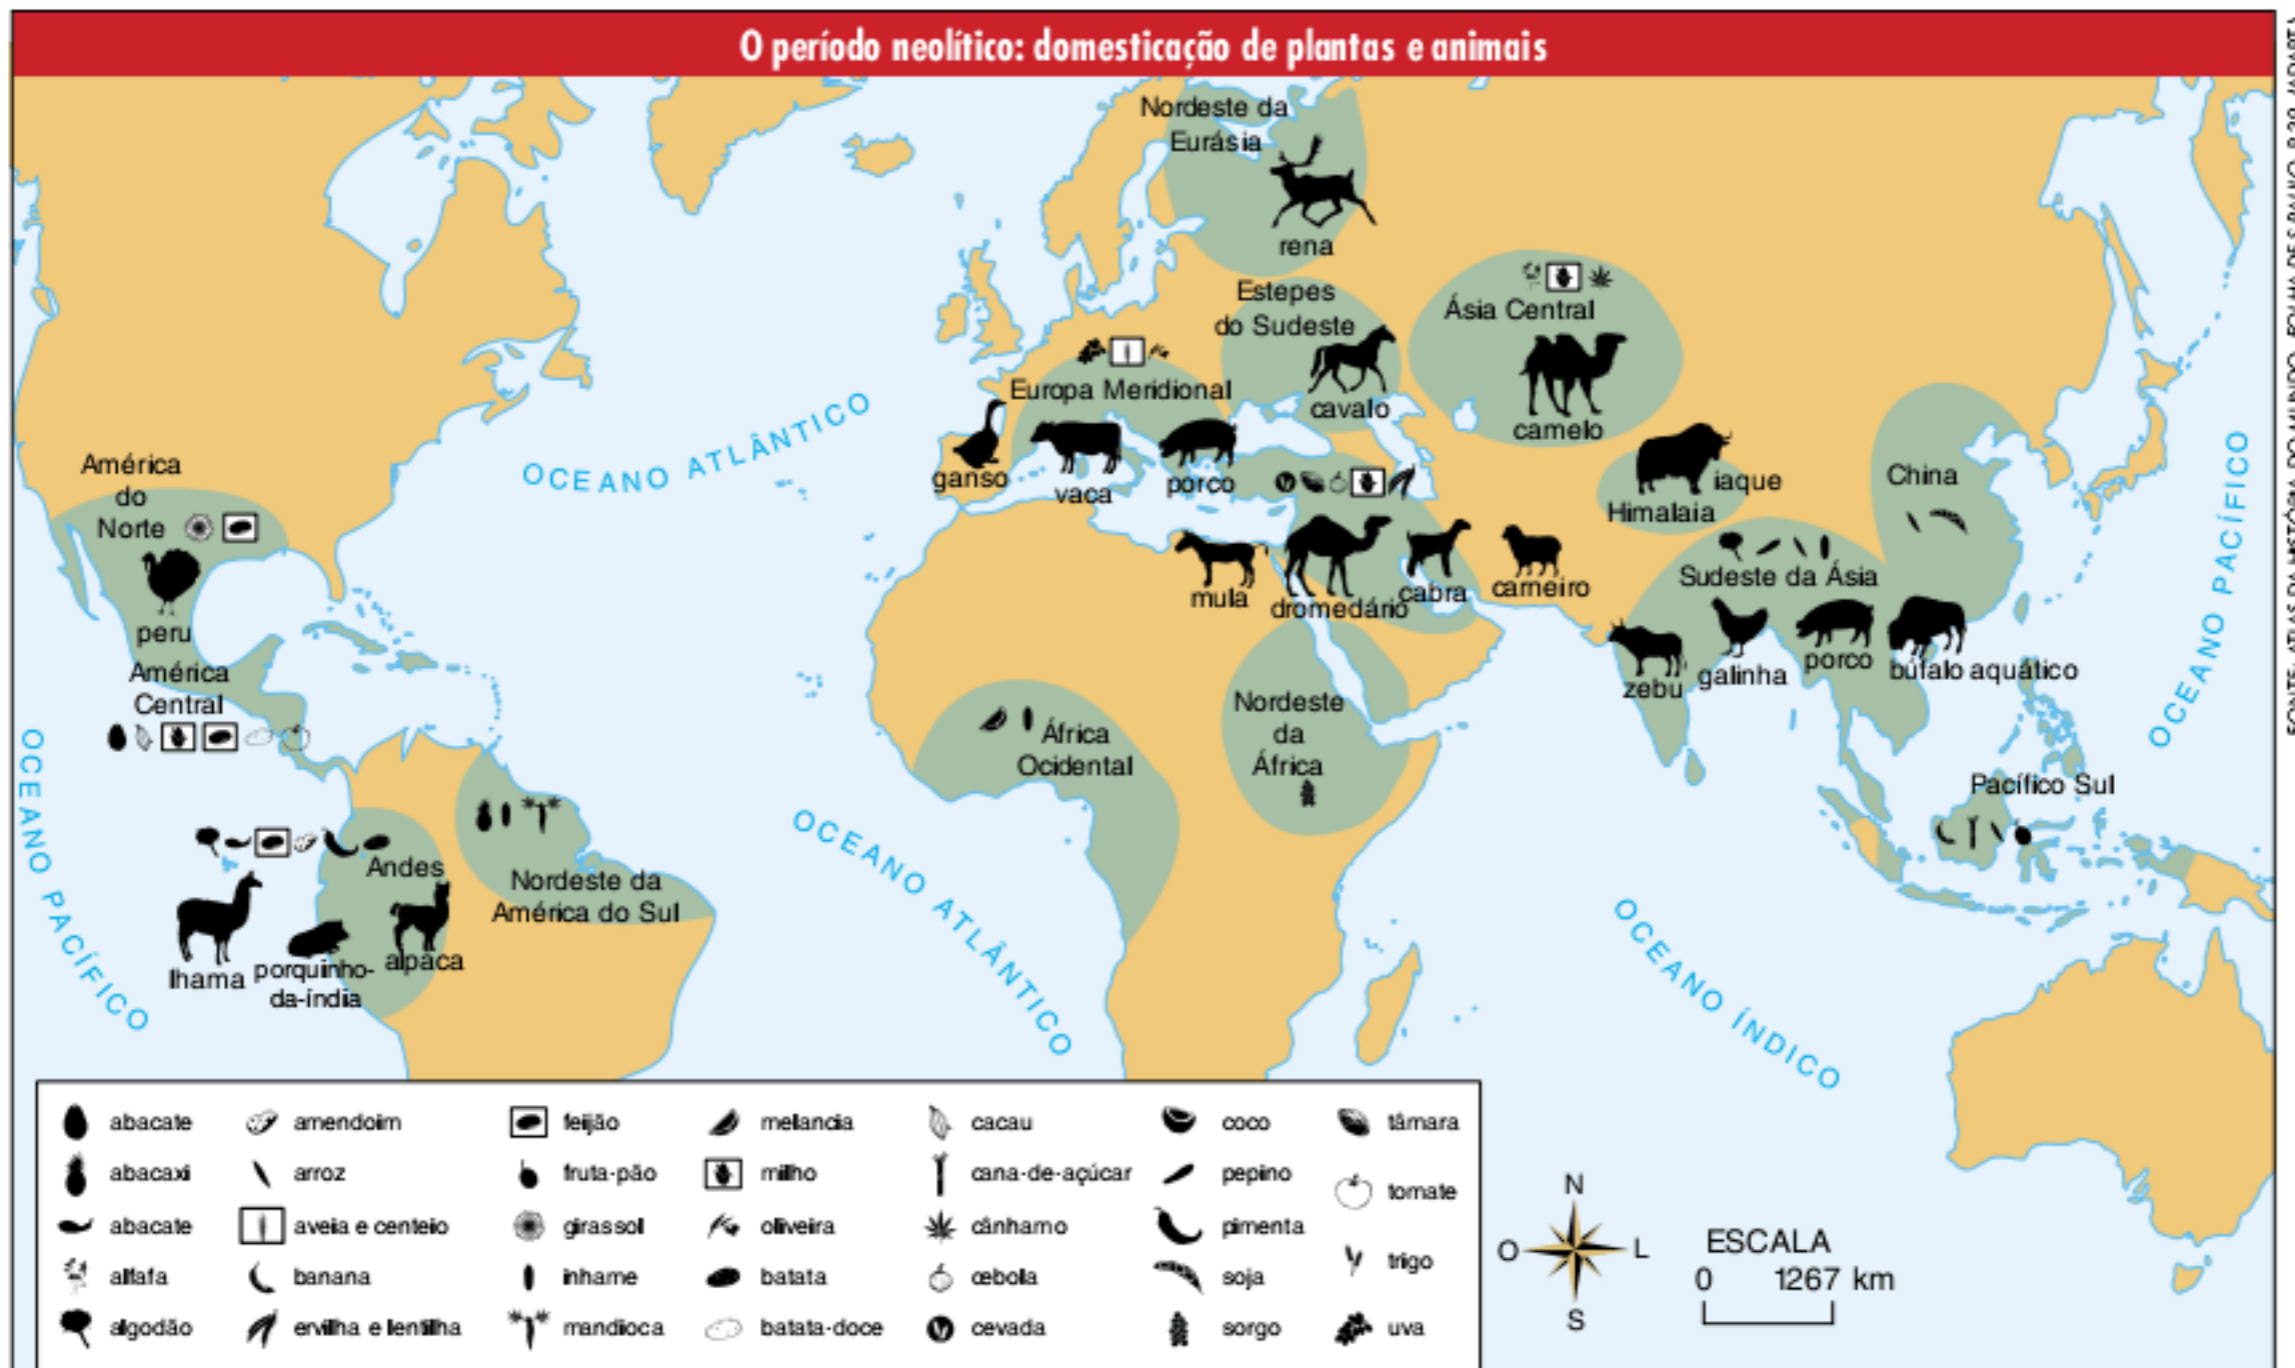 O período neolítico: domesticação de plantas e animais
Nordeste da
Eurásia
rena
Estepes
do Sudeste
cavalo
Ásia Central
camelo
Europa Meridional
ganso
vaca
porco
iaque
Himalaia
China
América
do
Norte
peru
América
Central
OCEANO ATLÂNTICO
mula
dromedário
cabra
carneiro
Sudeste da Ásia
zebu
galinha
porco
búfalo aquático
OCEANO PACÍFICO
África
Ocidental
Nordeste
da
África
Pacífico Sul
OCEANO PACÍFICO
Andes
lhama
porquinho-
da-índia
alpaca
Nordeste da
América do Sul
OCEANO ATLÂNTICO
OCEANO ÍNDICO
abacate
abacaxi
abacate
alfafa
algodão
amendoim
arroz
aveia e centeio
banana
ervilha e lentilha
feijão
fruta-pão
girassol
inhame
mandioca
melancia
milho
oliveira
batata
batata-doce
cacau
cana-de-açúcar
cânhamo
cebola
cevada
coco
pepino
pimenta
soja
sorgo
tâmara
tomate
trigo
uva
N
O L
S
ESCALA
0 1267 km